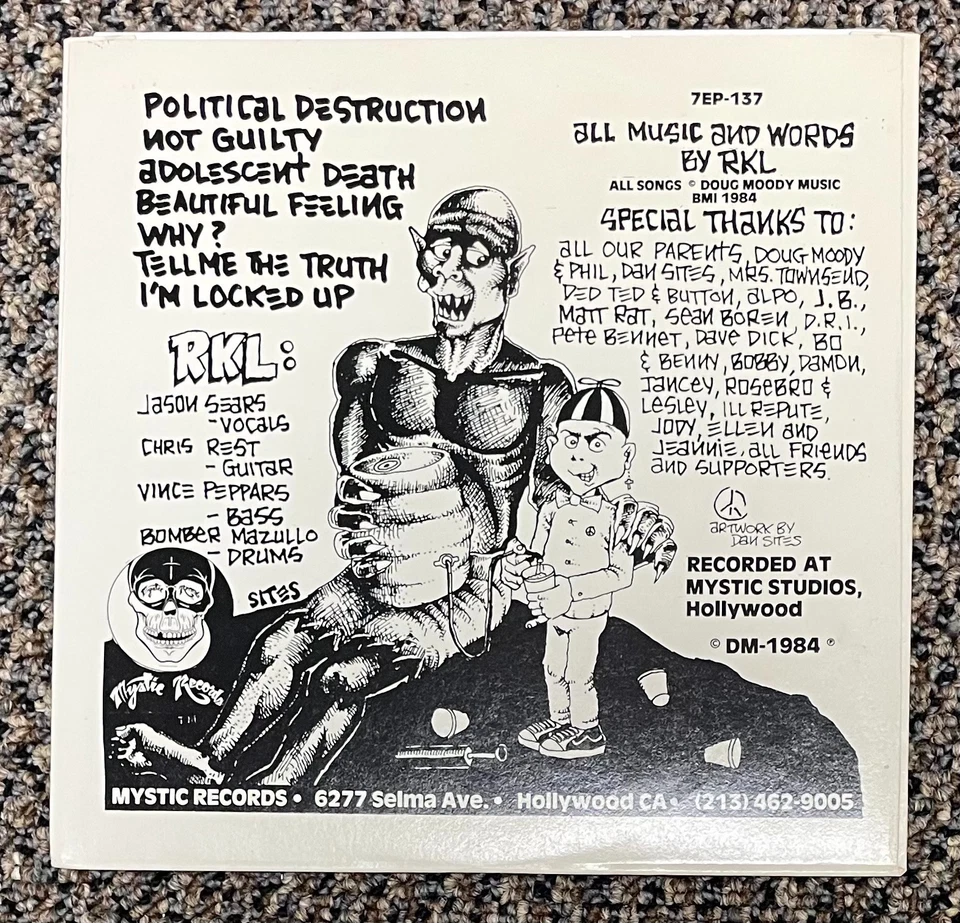 POLITICAL DESTRUCTION
NOT GUILTY
ADOLESCENT DEATH
BEAUTIFUL FEELING
WHY?
TELL ME THE TRUTH
I'M LOCKED UP
RKL:
JASON SEARS
- VOCALS
CHRIS REST
- GUITAR
VINCE PEPPARS
- BASS
BOMBER MAZULLO
- DRUMS
SITES
Mystic Records
7EP-137
ALL MUSIC AND WORDS
BY RKL
ALL SONGS © DOUG MOODY MUSIC
BMI 1984
SPECIAL THANKS TO:
ALL OUR PARENTS, DOUG MOODY
& PHIL, DAN SITES, MRS. TOWNSEND,
DED TED & BUTTON, ALPO, J.B.,
MATT RAT, SEAN BOREN, D.R.I.,
PETE BENNET, DAVE DICK, BO
& BENNY, BOBBY, DAMON,
JANCEY, ROSEBRO &
LESLEY, ILL REPUTE,
JODY, ELLEN AND
JEANNIE, ALL FRIENDS
AND SUPPORTERS.
ARTWORK BY
DAN SITES
RECORDED AT
MYSTIC STUDIOS,
Hollywood
© DM-1984 ℗
MYSTIC RECORDS • 6277 Selma Ave. • Hollywood CA • (213) 462-9005